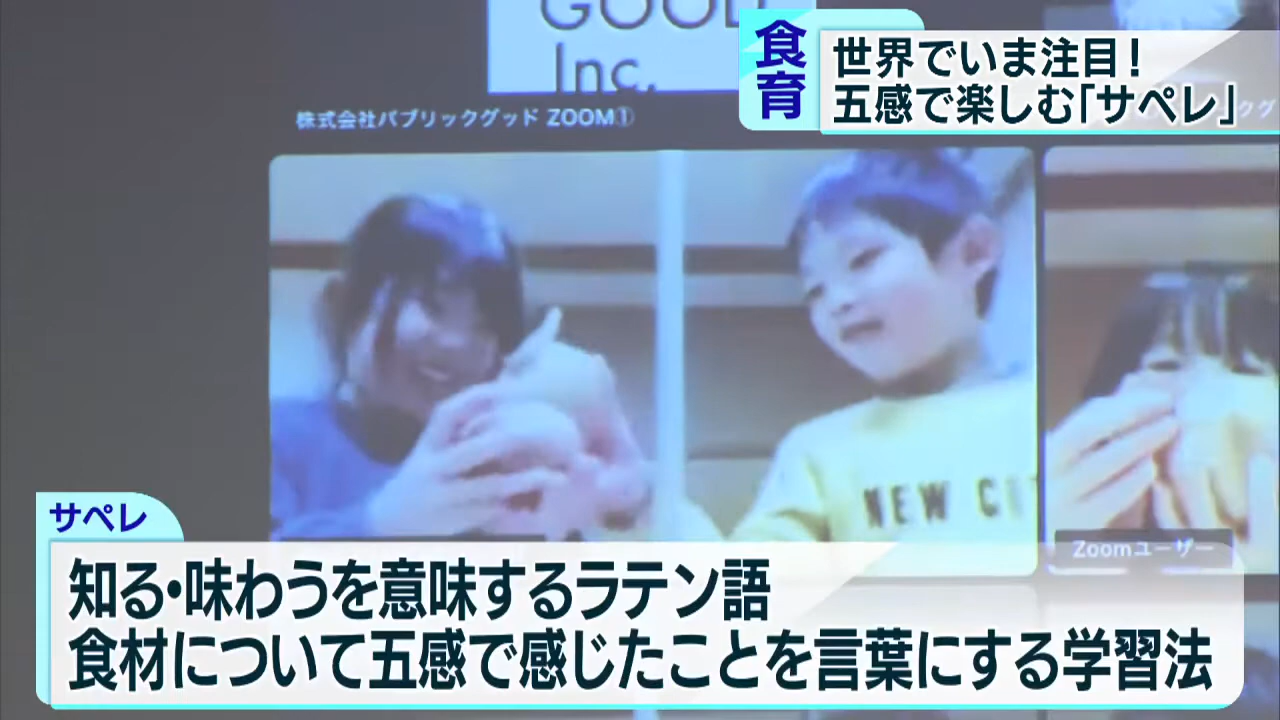 GOOD
Inc.
株式会社パブリックグッド ZOOM①
食育
世界でいま注目!
五感で楽しむ「サペレ」
NEW CI
Zoomユーザー
サペレ
知る・味わうを意味するラテン語
食材について五感で感じたことを言葉にする学習法